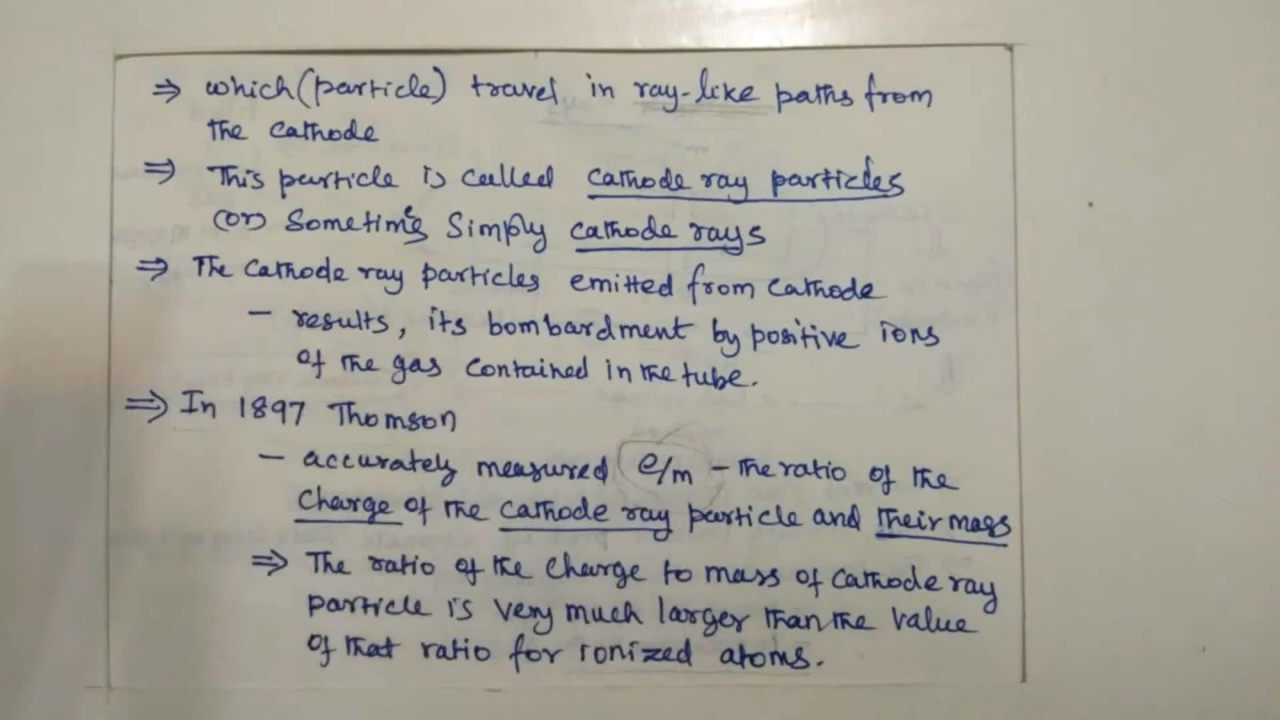 ⇒ which (particle) travel in ray-like paths from
the cathode
⇒ This particle is called cathode ray particles
(or) Sometimes Simply cathode rays
⇒ The cathode ray particles emitted from cathode
- results, its bombardment by positive ions
of the gas contained in the tube.
⇒ In 1897 Thomson
- accurately measured e/m - the ratio of the
charge of the cathode ray particle and their mass
⇒ The ratio of the charge to mass of cathode ray
particle is very much larger than the value
of that ratio for ionized atoms.